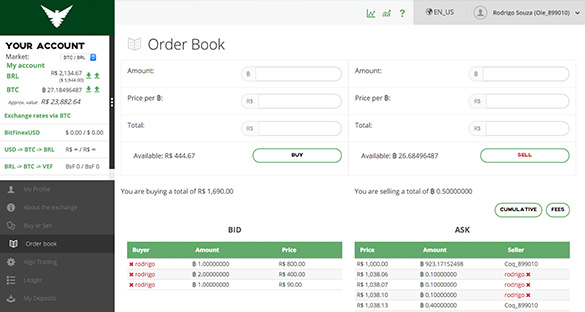 EN_US
Rodrigo Souza (Oie_899010)
YOUR ACCOUNT
Market: BTC / BRL
My account
BRL R$ 2,134.67
(R$ 5,944.00)
BTC ฿ 27.18496487
Approx. value R$ 23,882.64
Exchange rates via BTC
BitFinexUSD $ 0.00 / $ 0.00
USD -> BTC -> BRL R$ = / R$ =
BRL -> BTC -> VEF BsF 0 / BsF 0
My Profile
About the exchange
Buy or Sell
Order book
Algo Trading
Ledger
My Deposits
Order Book
Amount: ฿
Price per ฿: R$
Total: R$
Available: R$ 444.67 BUY
Amount: ฿
Price per ฿: R$
Total: R$
Available: ฿ 26.68496487 SELL
You are buying a total of R$ 1,690.00
You are selling a total of ฿ 0.50000000
CUMULATIVE FEES
BID
Buyer Amount Price
rodrigo ฿ 1.00000000 R$ 800.00
rodrigo ฿ 2.00000000 R$ 400.00
rodrigo ฿ 1.00000000 R$ 90.00
ASK
Price Amount Seller
R$ 1,000.00 ฿ 923.17152498 Coq_899010
R$ 1,038.06 ฿ 0.10000000 rodrigo
R$ 1,038.07 ฿ 0.10000000 rodrigo
R$ 1,038.10 ฿ 0.10000000 rodrigo
R$ 1,038.13 ฿ 0.40000000 Coq_899010